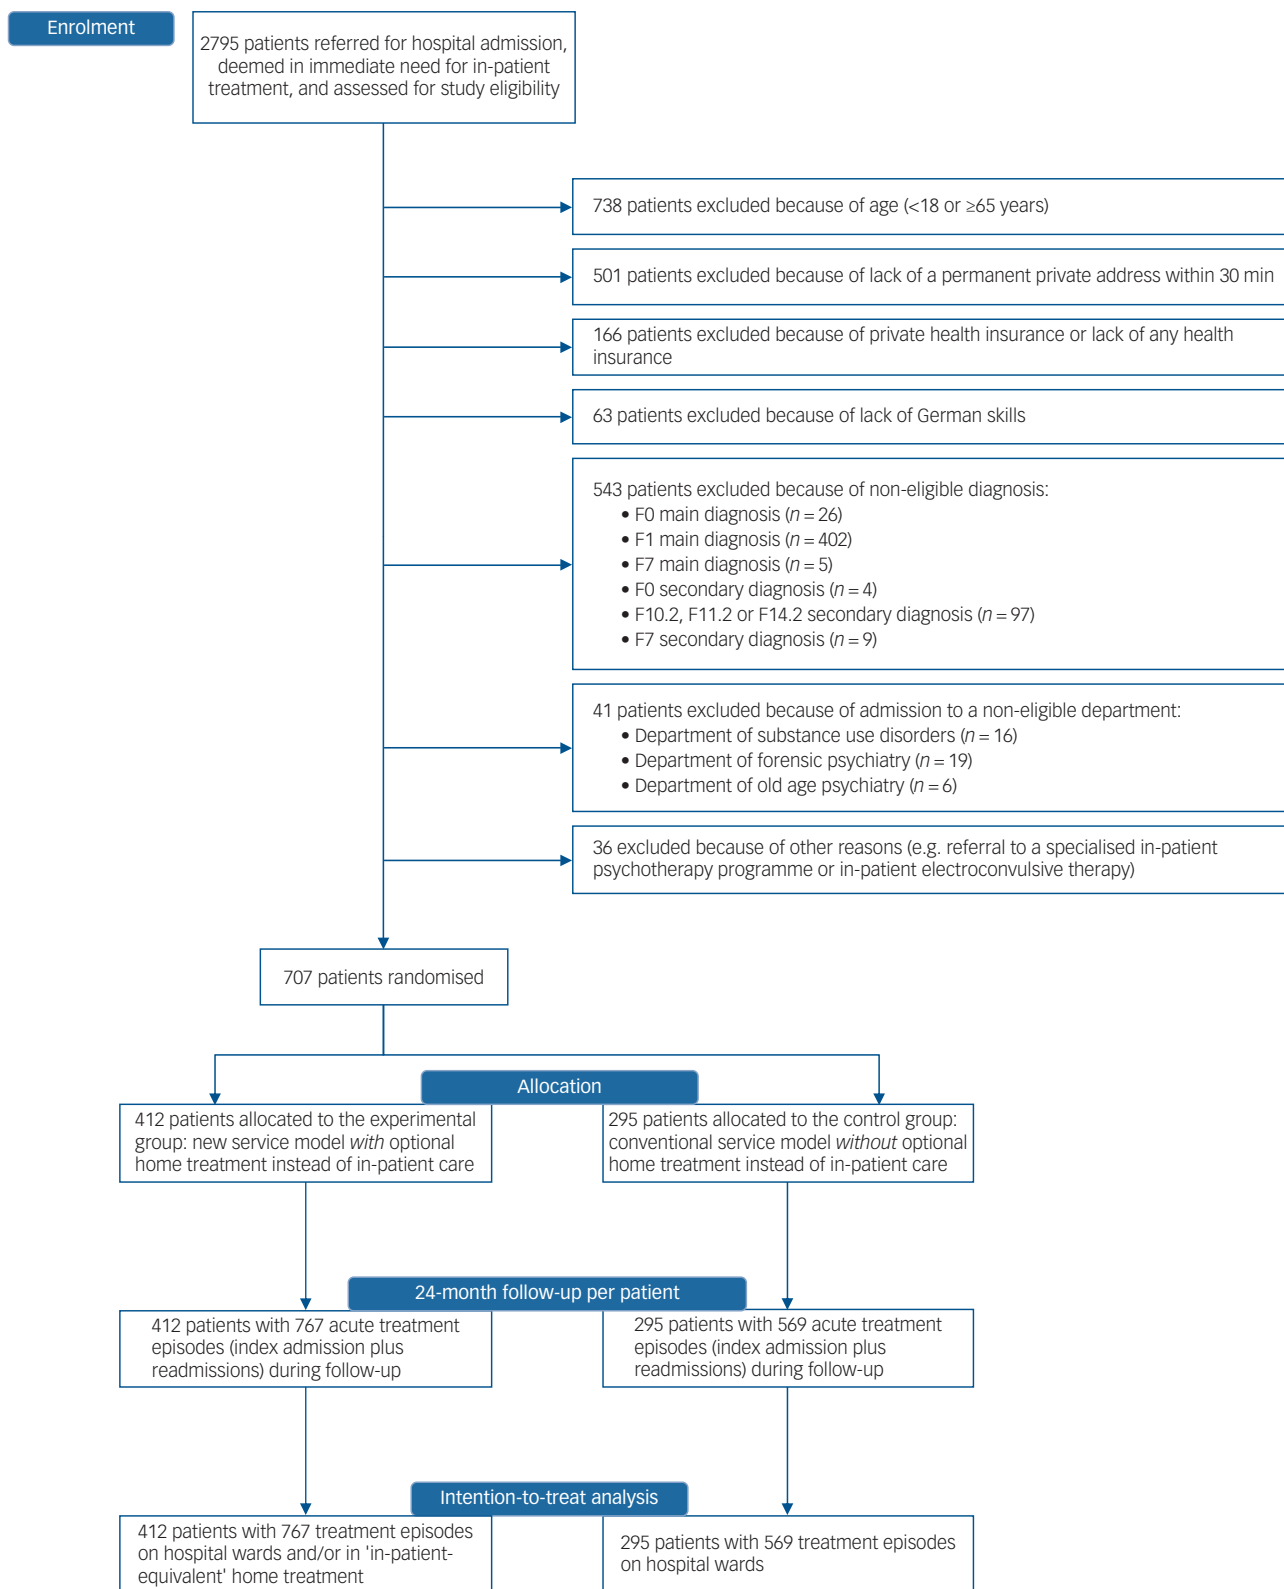 Enrolment
2795 patients referred for hospital admission,
deemed in immediate need for in-patient
treatment, and assessed for study eligibility
738 patients excluded because of age (<18 or ≥65 years)
501 patients excluded because of lack of a permanent private address within 30 min
166 patients excluded because of private health insurance or lack of any health
insurance
63 patients excluded because of lack of German skills
543 patients excluded because of non-eligible diagnosis:
• F0 main diagnosis (n = 26)
• F1 main diagnosis (n = 402)
• F7 main diagnosis (n = 5)
• F0 secondary diagnosis (n = 4)
• F10.2, F11.2 or F14.2 secondary diagnosis (n = 97)
• F7 secondary diagnosis (n = 9)
41 patients excluded because of admission to a non-eligible department:
• Department of substance use disorders (n = 16)
• Department of forensic psychiatry (n = 19)
• Department of old age psychiatry (n = 6)
36 excluded because of other reasons (e.g. referral to a specialised in-patient
psychotherapy programme or in-patient electroconvulsive therapy)
707 patients randomised
Allocation
412 patients allocated to the experimental
group: new service model with optional
home treatment instead of in-patient care
295 patients allocated to the control group:
conventional service model without optional
home treatment instead of in-patient care
24-month follow-up per patient
412 patients with 767 acute treatment
episodes (index admission plus
readmissions) during follow-up
295 patients with 569 acute treatment
episodes (index admission plus
readmissions) during follow-up
Intention-to-treat analysis
412 patients with 767 treatment episodes
on hospital wards and/or in 'in-patient-
equivalent' home treatment
295 patients with 569 treatment episodes
on hospital wards